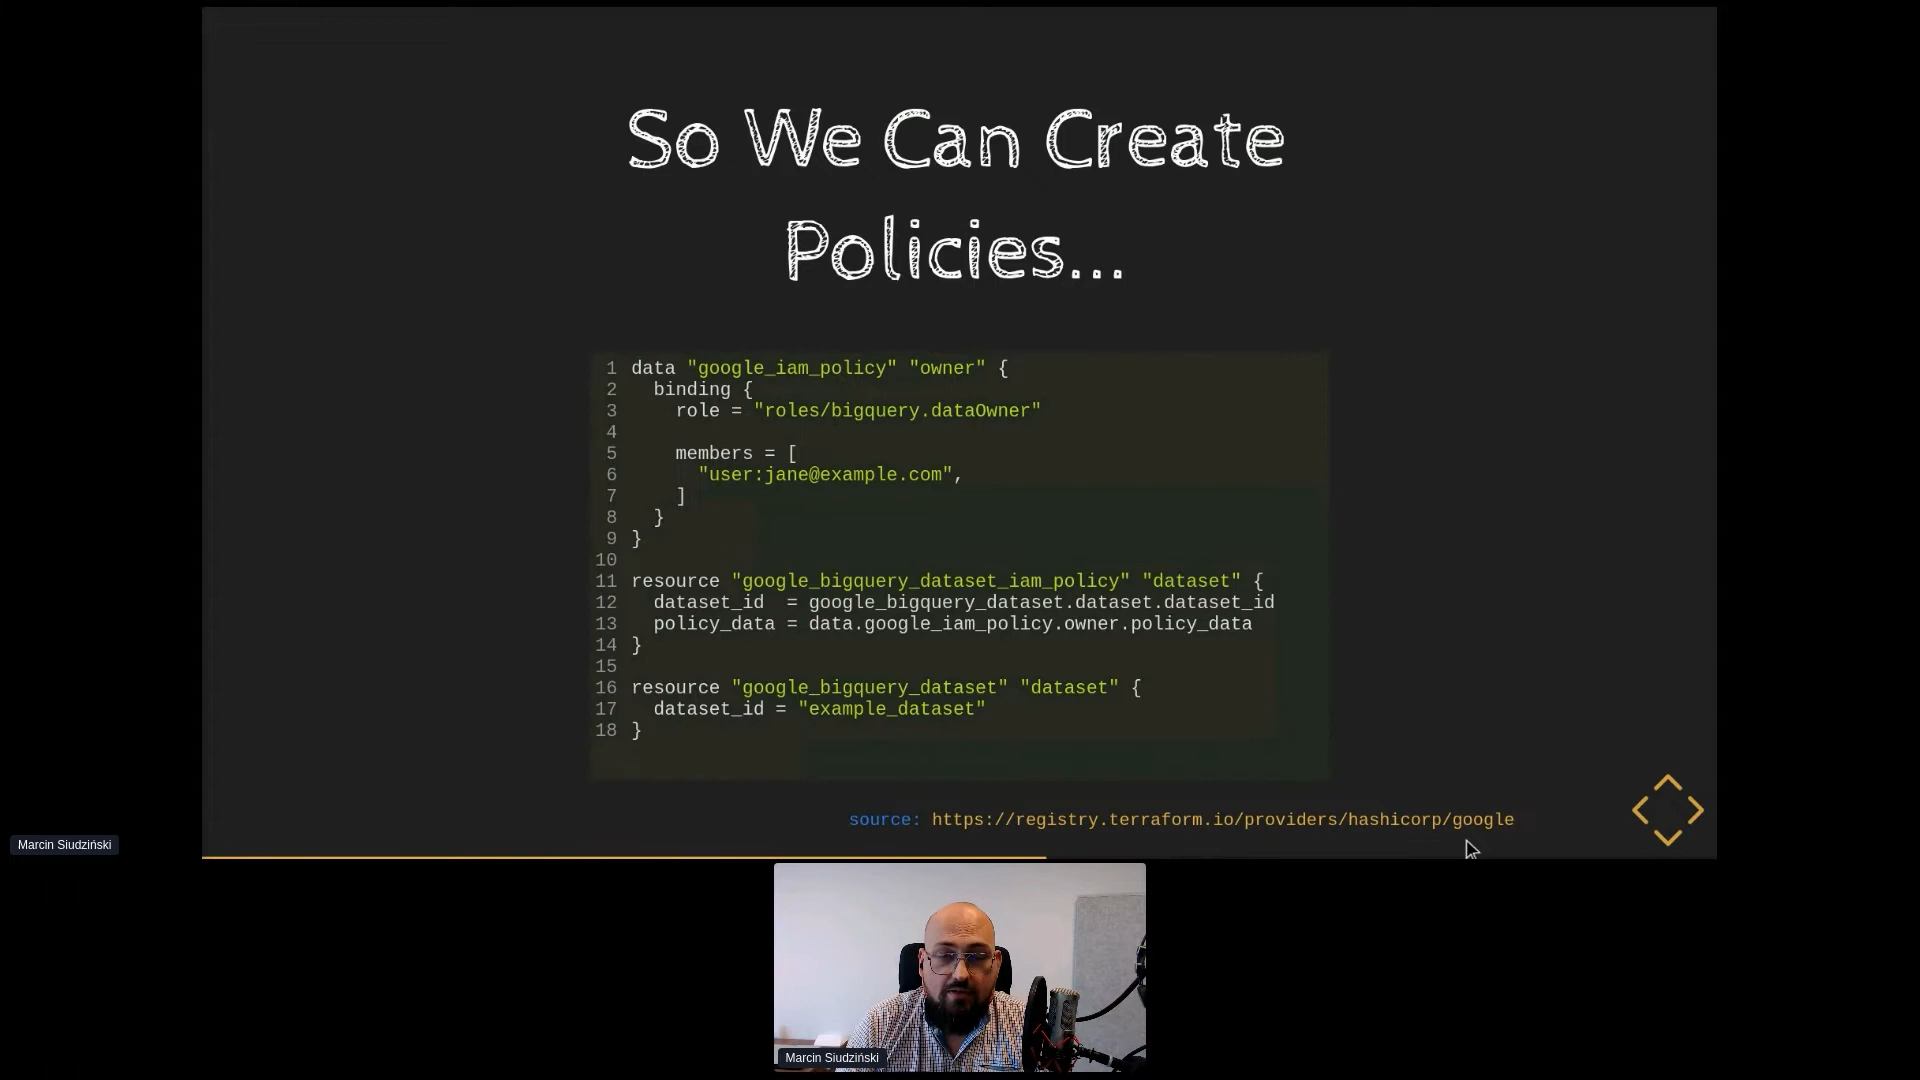 So We Can Create
Policies...
1 data "google_iam_policy" "owner" {
2   binding {
3     role = "roles/bigquery.dataOwner"
4
5     members = [
6       "user:jane@example.com",
7     ]
8   }
9 }
10
11 resource "google_bigquery_dataset_iam_policy" "dataset" {
12   dataset_id  = google_bigquery_dataset.dataset.dataset_id
13   policy_data = data.google_iam_policy.owner.policy_data
14 }
15
16 resource "google_bigquery_dataset" "dataset" {
17   dataset_id = "example_dataset"
18 }
source: https://registry.terraform.io/providers/hashicorp/google
Marcin Siudziński
Marcin Siudziński